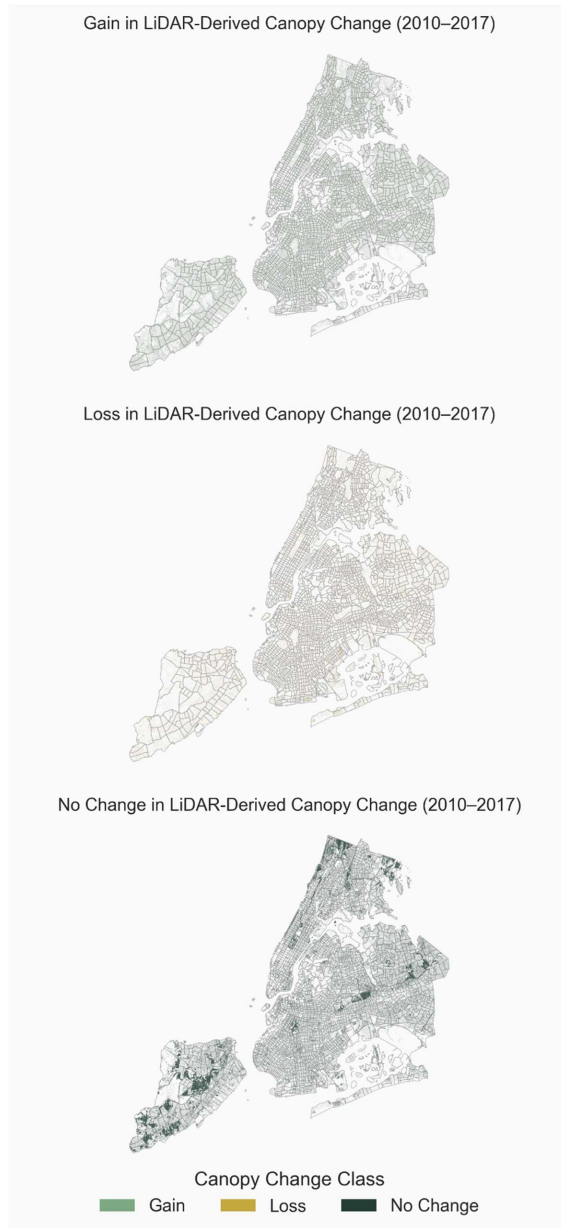 Gain in LiDAR-Derived Canopy Change (2010–2017)
Loss in LiDAR-Derived Canopy Change (2010–2017)
No Change in LiDAR-Derived Canopy Change (2010–2017)
Canopy Change Class
Gain Loss No Change